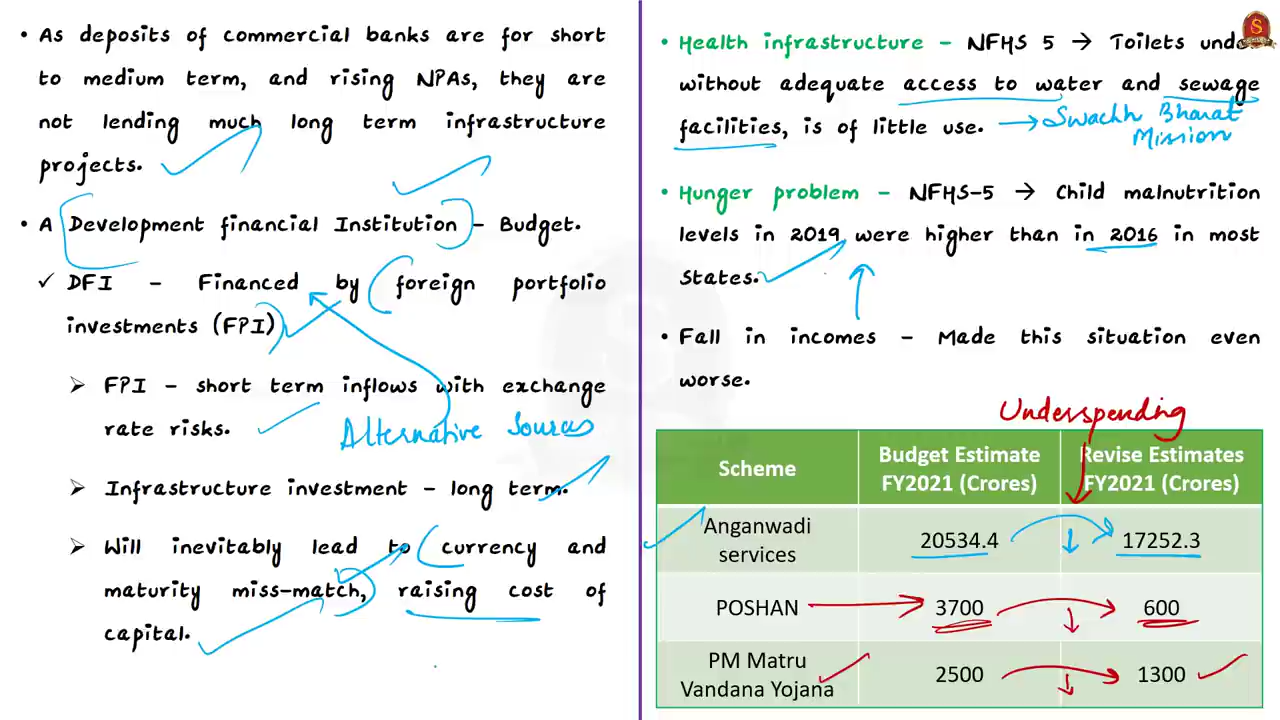 • As deposits of commercial banks are for short
to medium term, and rising NPAs, they are
not lending much long term infrastructure
projects.
• A Development financial Institution - Budget.
✓ DFI - Financed by foreign portfolio
investments (FPI)
➢ FPI - short term inflows with exchange
rate risks.
Alternative Sources
➢ Infrastructure investment - long term.
➢ Will inevitably lead to currency and
maturity miss-match, raising cost of
capital.
• Health infrastructure - NFHS 5 → Toilets
without adequate access to water and sewage
facilities, is of little use. → Swachh Bharat
Mission
• Hunger problem - NFHS-5 → Child malnutrition
levels in 2019 were higher than in 2016 in most
States.
• Fall in incomes - Made this situation even
worse.
Underspending
Scheme Budget Estimate FY2021 (Crores) Revise Estimates FY2021 (Crores)
Anganwadi services 20534.4 17252.3
POSHAN 3700 600
PM Matru Vandana Yojana 2500 1300